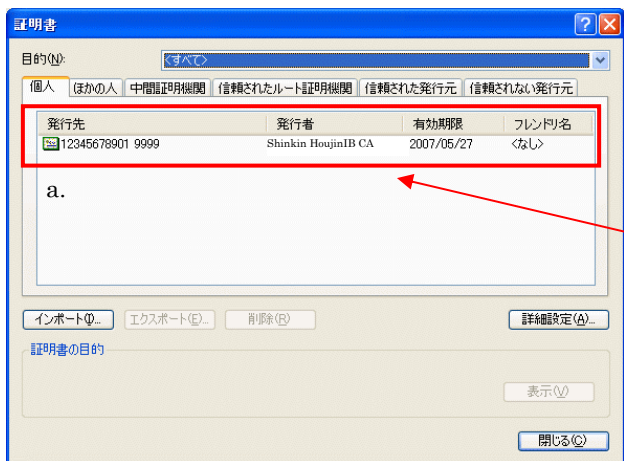 証明書
目的(N): <すべて>
個人 ほかの人 中間証明機関 信頼されたルート証明機関 信頼された発行元 信頼されない発行元
発行先 発行者 有効期限 フレンドリ名
12345678901 9999 Shinkin HoujinIB CA 2007/05/27 <なし>
a.
インポート(I)... エクスポート(E)... 削除(R) 詳細設定(A)...
証明書の目的
表示(V)
閉じる(C)